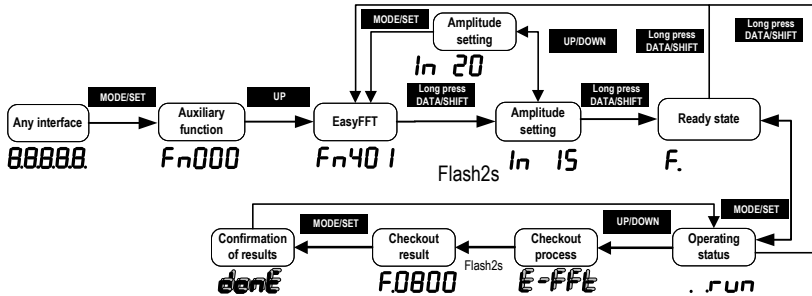 MODE/SET
Amplitude
setting
In 20
UP/DOWN
Long press
DATA/SHIFT
Long press
DATA/SHIFT
Any interface
8.8.8.8.8.
MODE/SET
Auxiliary
function
Fn000
UP
EasyFFT
Fn401
Long press
DATA/SHIFT
Amplitude
setting
In 15
Long press
DATA/SHIFT
Ready state
F.
Flash2s
MODE/SET
Operating
status
. .run
UP/DOWN
Checkout
process
E-FFt
Flash2s
Checkout
result
F.0800
MODE/SET
Confirmation
of results